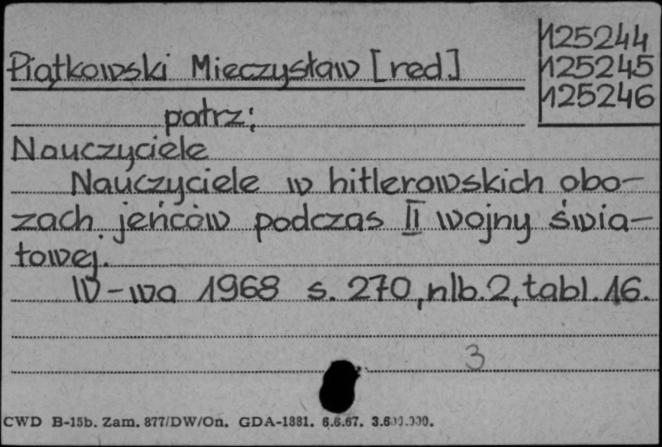 125244
Piątkowski Mieczysław [red]
125245
125246
patrz:
Nauczyciele
Nauczyciele w hitlerowskich obo-
zach jeńców podczas II wojny świa-
towej.
W-wa 1968 s. 270, nlb.2, tabl. 16.
3
CWD B-15b. Zam. 877/DW/On. GDA-1881. 6.6.67.